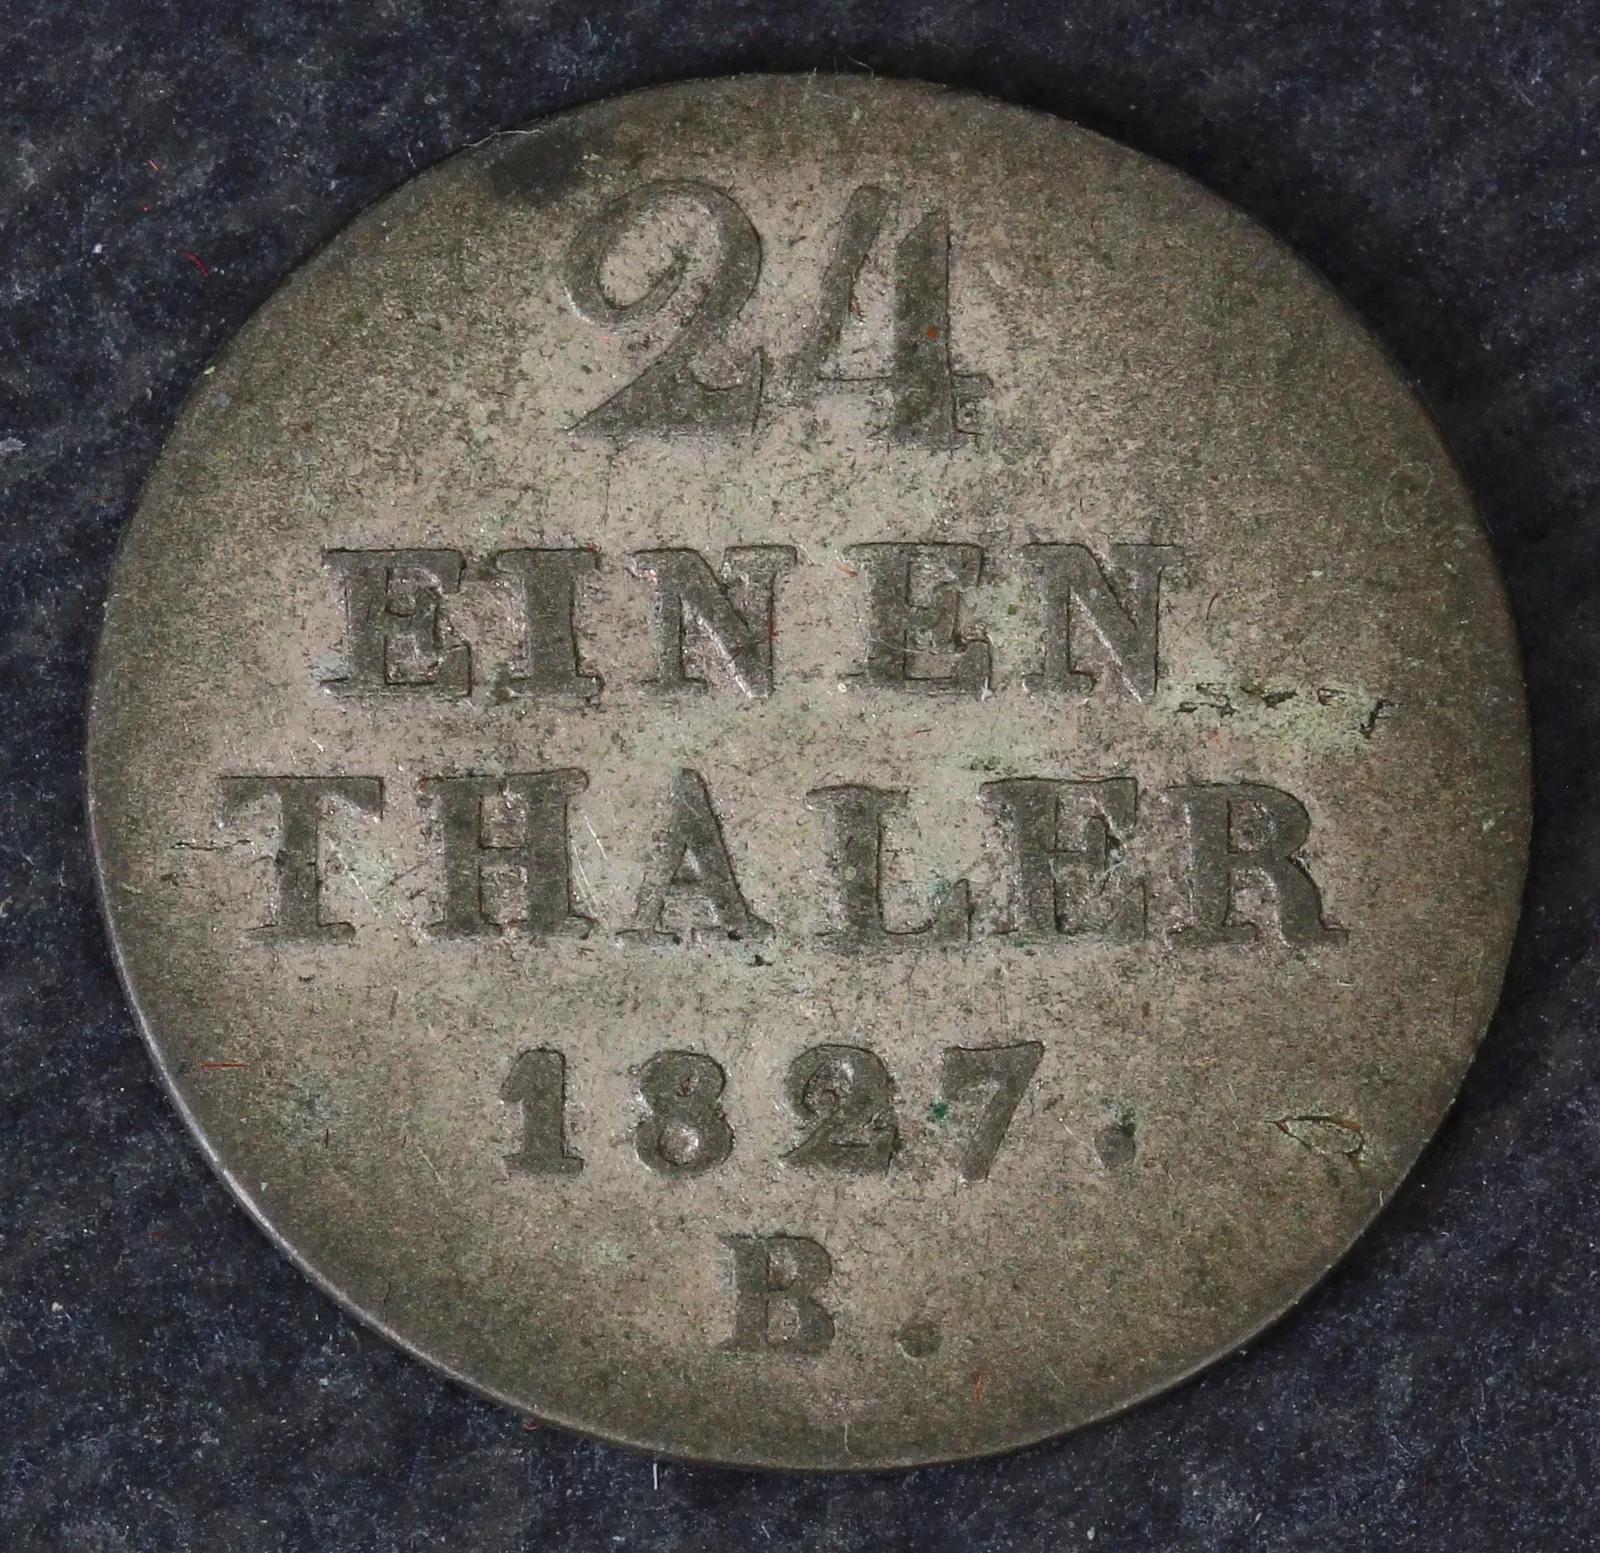 24
EINEN
THALER
1827.
B.